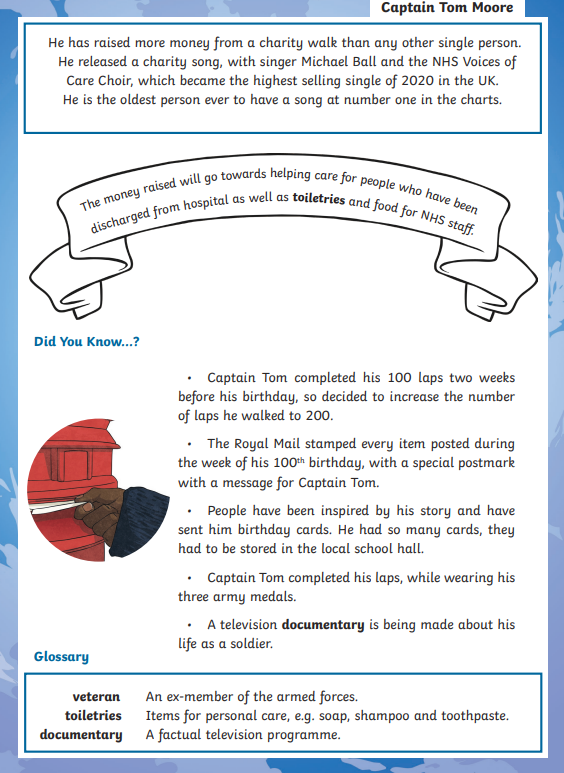 Captain Tom Moore
He has raised more money from a charity walk than any other single person.
He released a charity song, with singer Michael Ball and the NHS Voices of
Care Choir, which became the highest selling single of 2020 in the UK.
He is the oldest person ever to have a song at number one in the charts.
The money raised will go towards helping care for people who have been
discharged from hospital as well as toiletries and food for NHS staff.
Did You Know...?
• Captain Tom completed his 100 laps two weeks
before his birthday, so decided to increase the number
of laps he walked to 200.
• The Royal Mail stamped every item posted during
the week of his 100th birthday, with a special postmark
with a message for Captain Tom.
• People have been inspired by his story and have
sent him birthday cards. He had so many cards, they
had to be stored in the local school hall.
• Captain Tom completed his laps, while wearing his
three army medals.
• A television documentary is being made about his
life as a soldier.
Glossary
veteran An ex-member of the armed forces.
toiletries Items for personal care, e.g. soap, shampoo and toothpaste.
documentary A factual television programme.